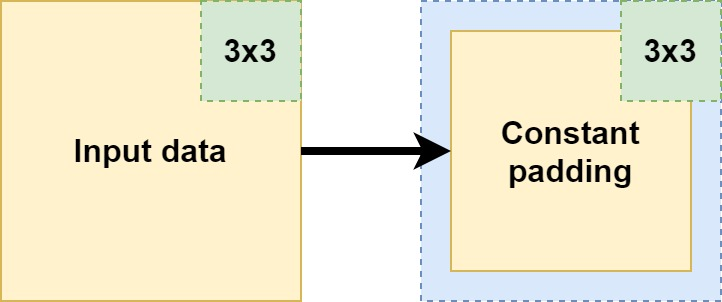 3x3
Input data
3x3
Constant
padding